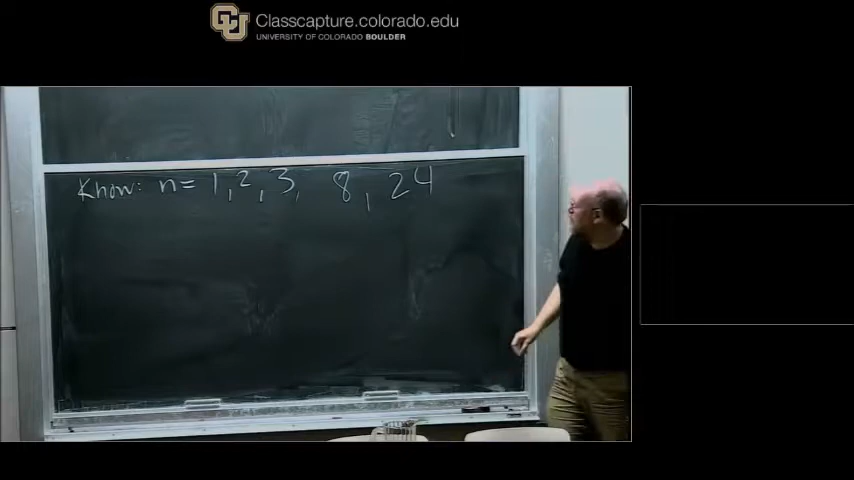 Classcapture.colorado.edu
UNIVERSITY OF COLORADO BOULDER
Know: n= 1, 2, 3, 8, 24